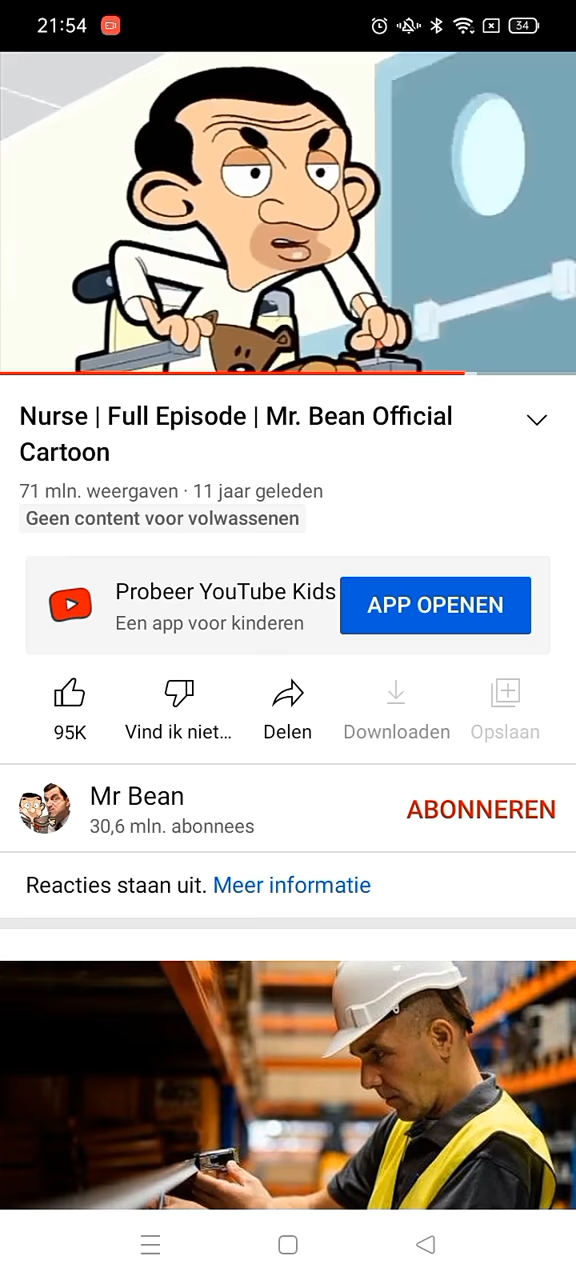 21:54
34
Nurse | Full Episode | Mr. Bean Official
Cartoon
71 mln. weergaven · 11 jaar geleden
Geen content voor volwassenen
Probeer YouTube Kids
APP OPENEN
Een app voor kinderen
95K
Vind ik niet...
Delen
Downloaden
Opslaan
Mr Bean
30,6 mln. abonnees
ABONNEREN
Reacties staan uit. Meer informatie